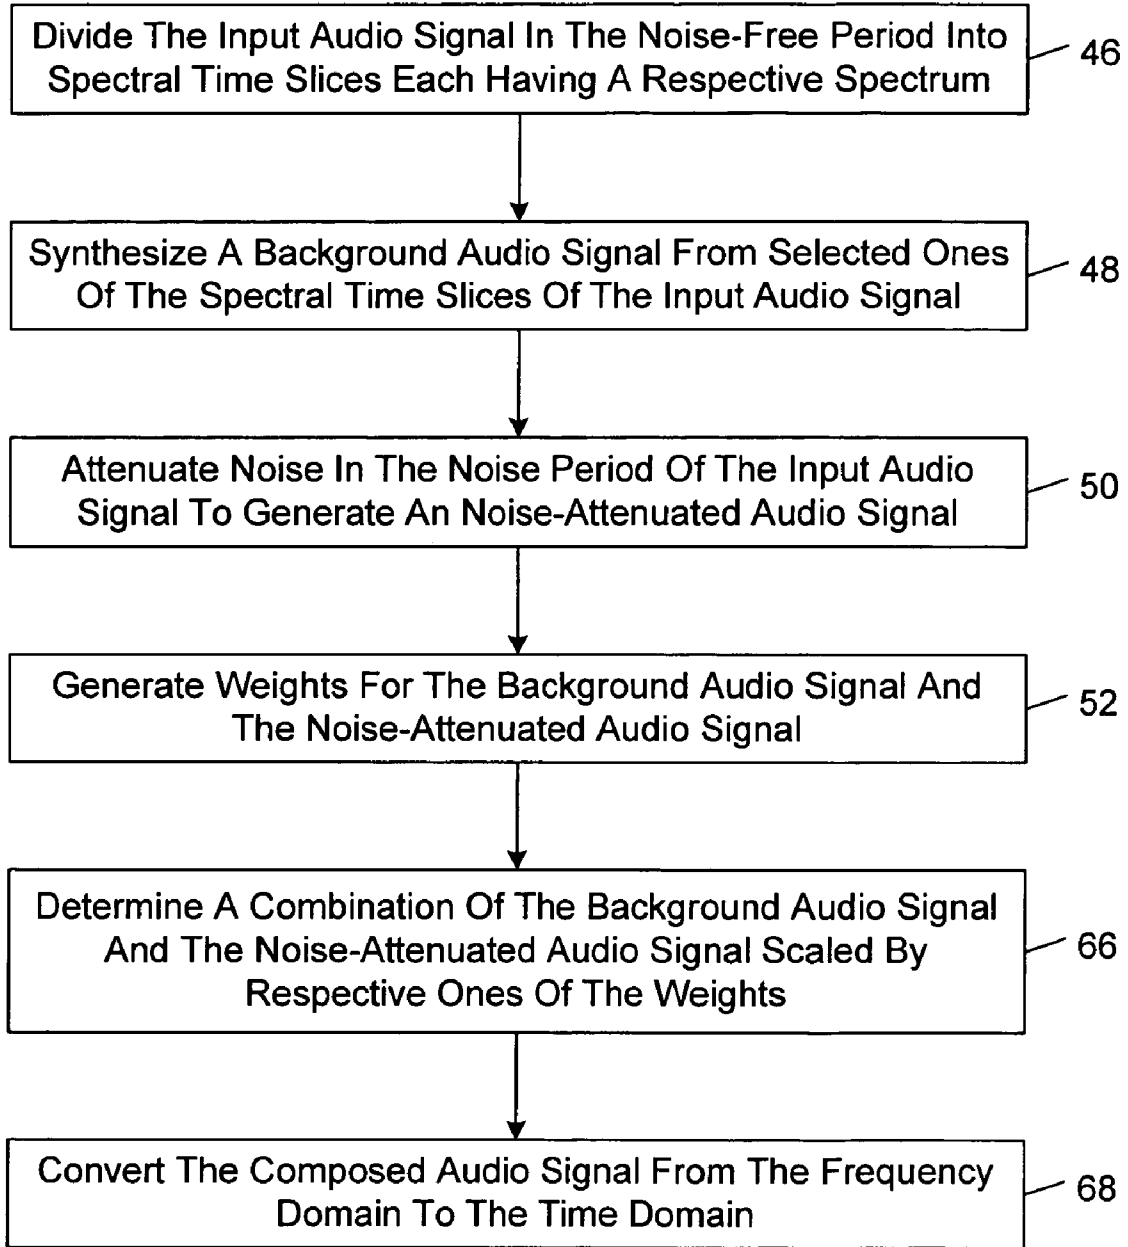 Divide The Input Audio Signal In The Noise-Free Period Into
Spectral Time Slices Each Having A Respective Spectrum
46
Synthesize A Background Audio Signal From Selected Ones
Of The Spectral Time Slices Of The Input Audio Signal
48
Attenuate Noise In The Noise Period Of The Input Audio
Signal To Generate An Noise-Attenuated Audio Signal
50
Generate Weights For The Background Audio Signal And
The Noise-Attenuated Audio Signal
52
Determine A Combination Of The Background Audio Signal
And The Noise-Attenuated Audio Signal Scaled By
Respective Ones Of The Weights
66
Convert The Composed Audio Signal From The Frequency
Domain To The Time Domain
68